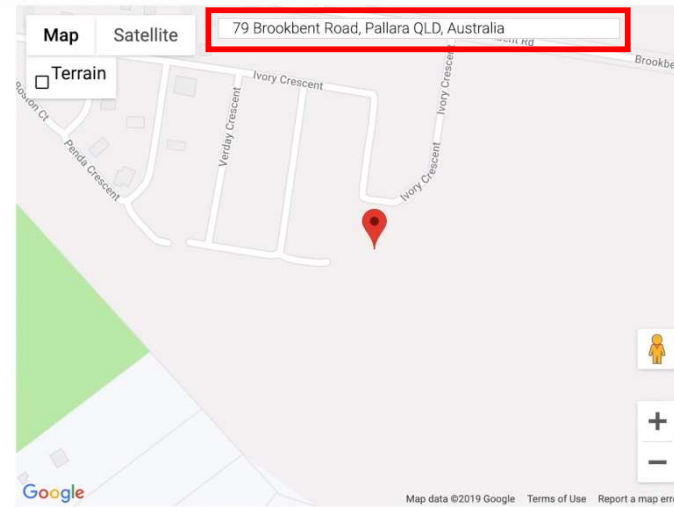 Map
Satellite
79 Brookbent Road, Pallara QLD, Australia
Terrain
Ivory Crescent
Verday Crescent
Ivory Crescent
Ivory Crescent
Penda Crescent
Google
Map data ©2019 Google
Terms of Use
Report a map erro